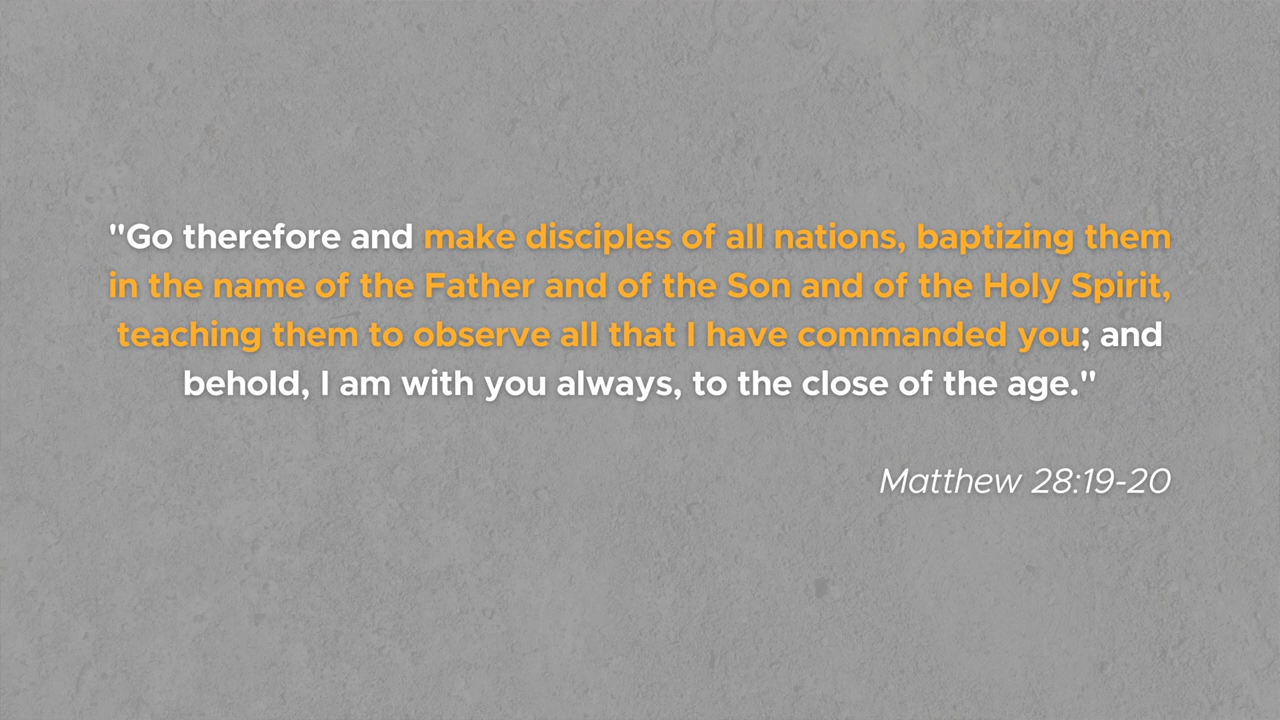 "Go therefore and make disciples of all nations, baptizing them
in the name of the Father and of the Son and of the Holy Spirit,
teaching them to observe all that I have commanded you; and
behold, I am with you always, to the close of the age."
Matthew 28:19-20